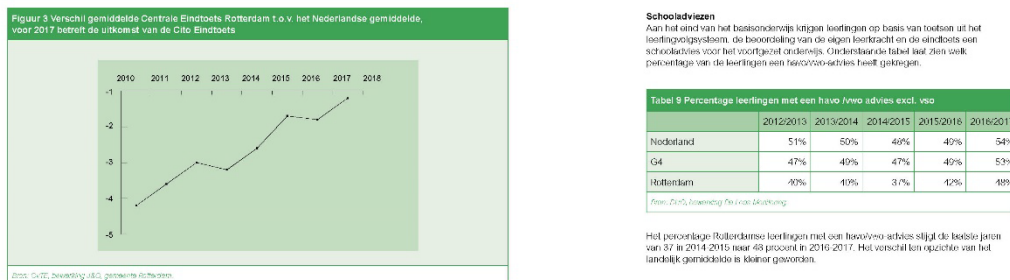 Figuur 3 Verschil gemiddelde Centrale Eindtoets Rotterdam t.o.v. het Nederlandse gemiddelde,
voor 2017 betreft de uitkomst van de Cito Eindtoets
2010 2011 2012 2013 2014 2015 2016 2017 2018
-1
-2
-3
-4
-5
Bron: CvTE, bewerking J&O, gemeente Rotterdam.
Schooladviezen
Aan het eind van het basisonderwijs krijgen leerlingen op basis van toetsen uit het
leerlingvolgsysteem, de beoordeling van de eigen leerkracht en de eindtoets een
schooladvies voor het voortgezet onderwijs. Onderstaande tabel laat zien welk
percentage van de leerlingen een havo/vwo-advies heeft gekregen.
Tabel 9 Percentage leerlingen met een havo /vwo advies excl. vso
2012/2013 2013/2014 2014/2015 2015/2016 2016/2017
Nederland 51% 50% 48% 49% 54%
G4 47% 49% 47% 49% 53%
Rotterdam 40% 40% 37% 42% 48%
Bron: DUO, bewerking De Lokale Monitoring.
Het percentage Rotterdamse leerlingen met een havo/vwo-advies stijgt de laatste jaren
van 37 in 2014-2015 naar 48 procent in 2016-2017. Het verschil ten opzichte van het
landelijk gemiddelde is kleiner geworden.